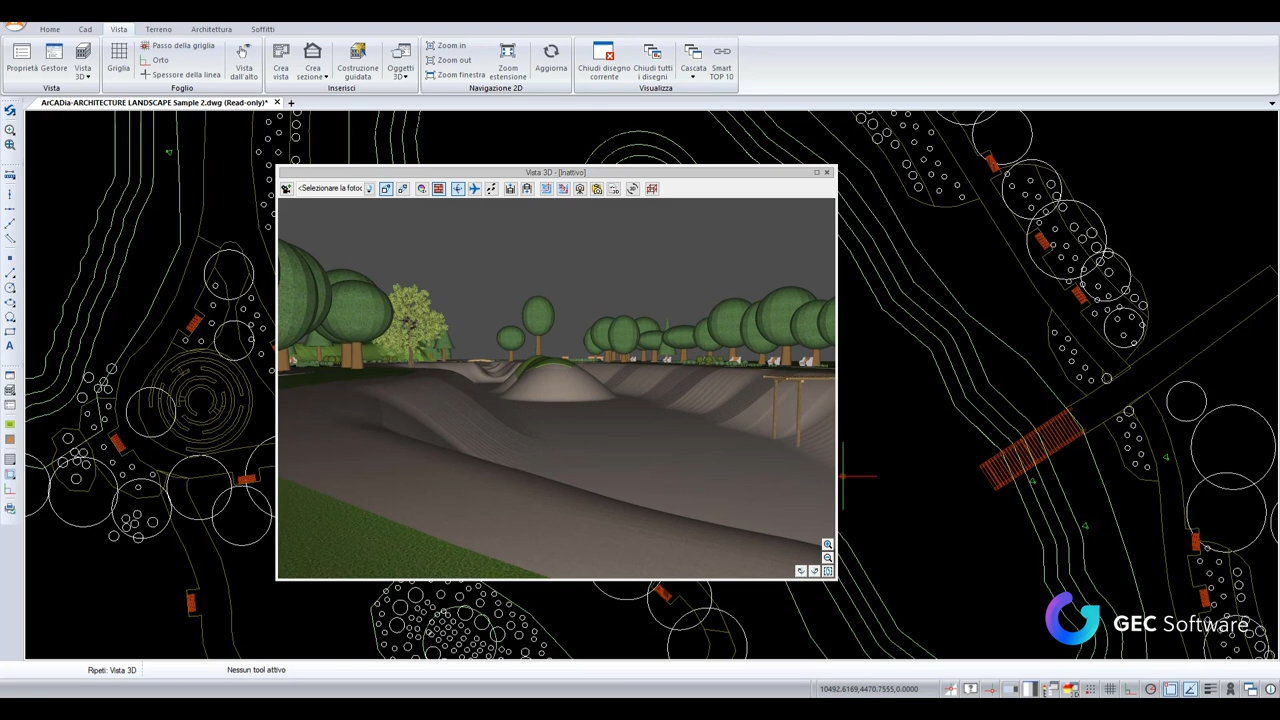 Home Cad Vista Terreno Architettura Soffitti
Proprietà Gestore Vista 3D
Vista
Griglia Passo della griglia
Orto
Spessore della linea
Vista dall'alto
Foglio
Crea vista Crea sezione Costruzione guidata Oggetti 3D
Inserisci
Zoom in
Zoom out
Zoom finestra
Zoom estensione Aggiorna
Navigazione 2D
Chiudi disegno corrente Chiudi tutti i disegni Cascata Smart TOP 10
Visualizza
ArCADia-ARCHITECTURE LANDSCAPE Sample 2.dwg (Read-only)*
Vista 3D - [Inattivo]
<Selezionare la fotoc
GEC Software
Ripeti: Vista 3D Nessun tool attivo
10492.6169,4470.7555,0.0000